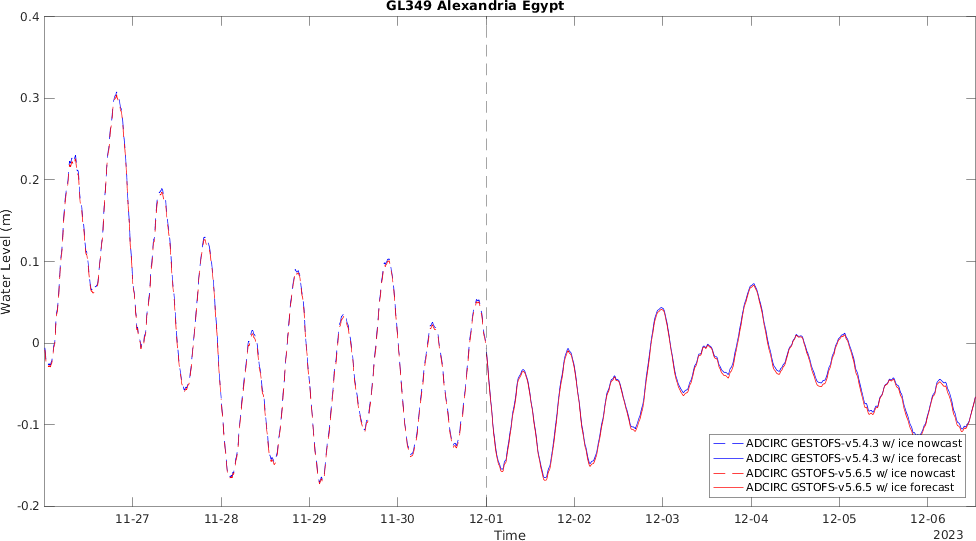 GL349 Alexandria Egypt
0.4
0.3
0.2
0.1
0
-0.1
-0.2
Water Level (m)
11-27 11-28 11-29 11-30 12-01 12-02 12-03 12-04 12-05 12-06
Time
2023
ADCIRC GESTOFS-v5.4.3 w/ ice nowcast
ADCIRC GESTOFS-v5.4.3 w/ ice forecast
ADCIRC GSTOFS-v5.6.5 w/ ice nowcast
ADCIRC GSTOFS-v5.6.5 w/ ice forecast